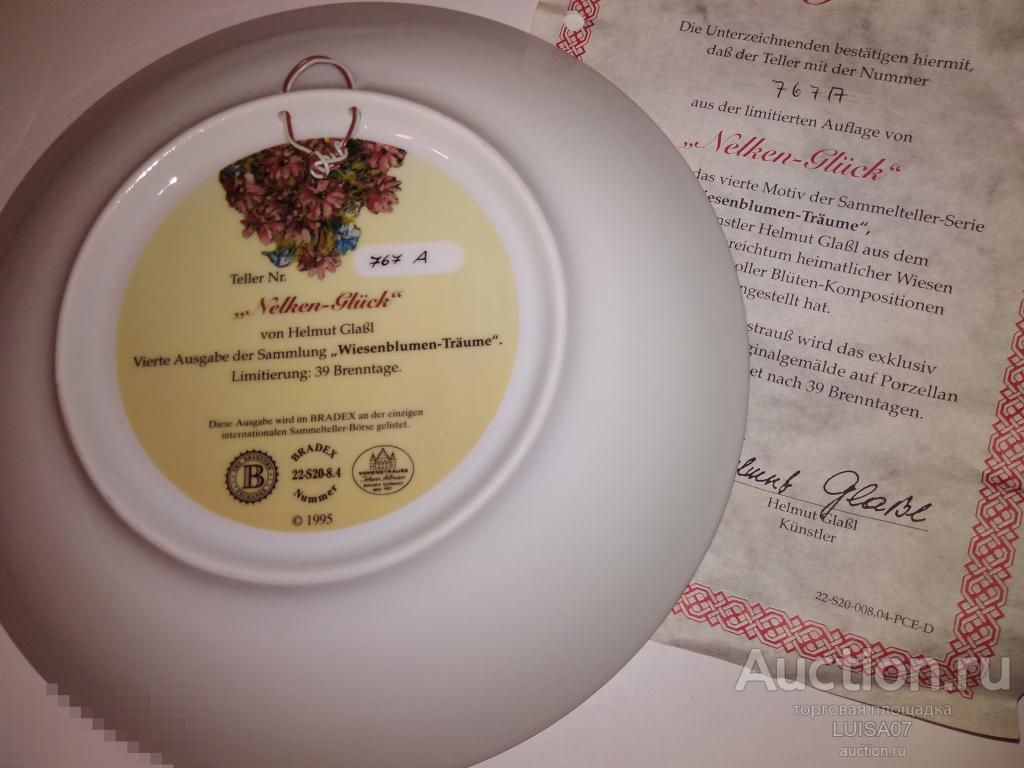 Teller Nr.
767 A
„Nelken-Glück“
von Helmut Glaßl
Vierte Ausgabe der Sammlung „Wiesenblumen-Träume“.
Limitierung: 39 Brenntage.
Diese Ausgabe wird im BRADEX an der einzigen
internationalen Sammelteller-Börse gelistet.
BRADEX
22-S20-8.4
Nummer
B
VOHENSTRAUSS
© 1995
Die Unterzeichnenden bestätigen hiermit,
daß der Teller mit der Nummer
aus der limitierten Auflage von
„Nelken-Glück“
das vierte Motiv der Sammelteller-Serie
iesenblumen-Träume“,
nstler Helmut Glaßl aus dem
reichtum heimatlicher Wiesen
oller Blüten-Kompositionen
ngestellt hat.
strauß wird das exklusiv
ginalgemälde auf Porzellan
et nach 39 Brenntagen.
Glaßl
Helmut Glaßl
Künstler
22-S20-008.04-PCE-D
Auction.ru
торговая площадка
LUISA07
auction.ru